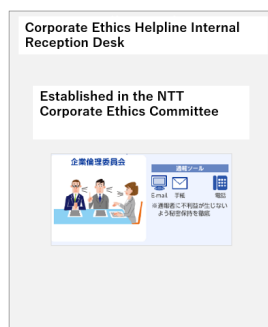 Corporate Ethics Helpline Internal
Reception Desk
Established in the NTT
Corporate Ethics Committee
企業倫理委員会
通報ツール
E-mail 手紙 電話
※通報者に不利益が生じない
よう秘密保持を徹底